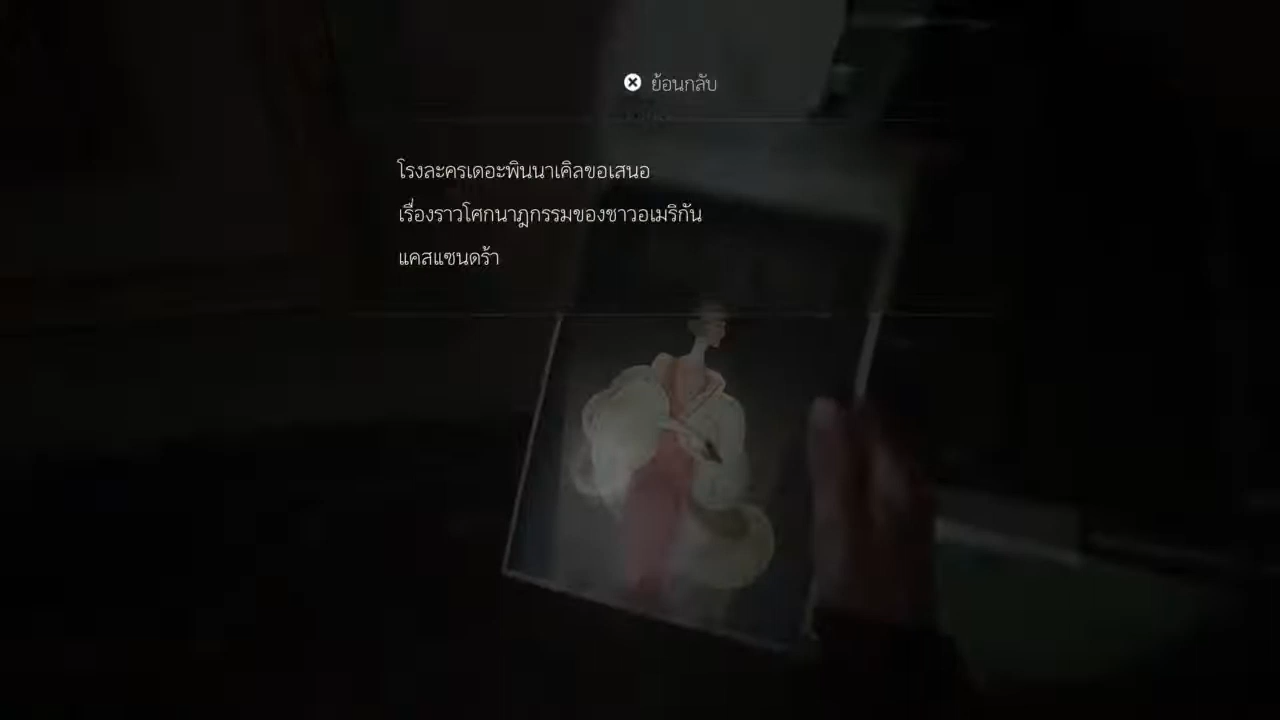 ย้อนกลับ
โรงละครเดอะพินนาเคิลขอเสนอ
เรื่องราวโศกนาฎกรรมของชาวอเมริกัน
แคสแซนดร้า